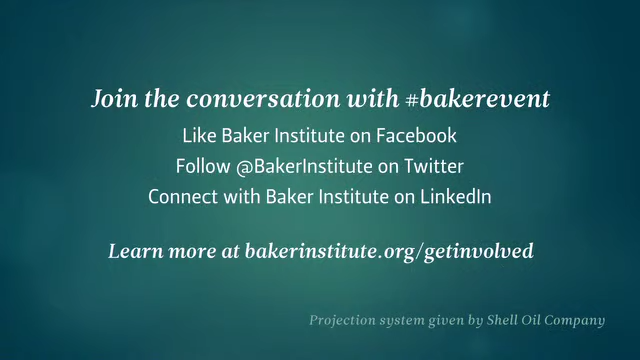 Join the conversation with #bakerevent
Like Baker Institute on Facebook
Follow @BakerInstitute on Twitter
Connect with Baker Institute on LinkedIn
Learn more at bakerinstitute.org/getinvolved
Projection system given by Shell Oil Company